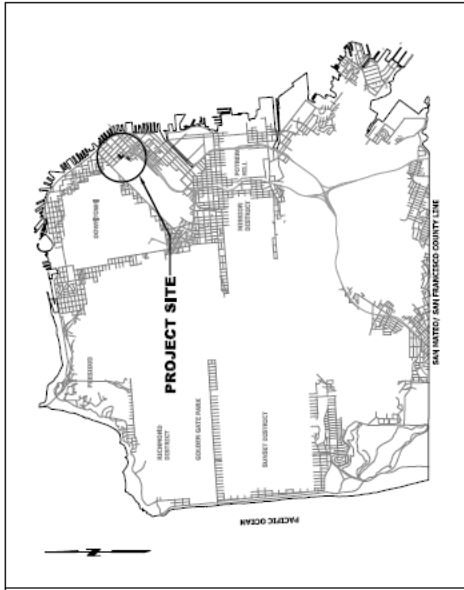 PRESIDIO
DOWNTOWN
RICHMOND
DISTRICT
GOLDEN GATE PARK
SUNSET DISTRICT
PROJECT SITE
MISSION
DISTRICT
POTRERO
HILL
PACIFIC OCEAN
SAN MATEO/ SAN FRANCISCO COUNTY LINE
N